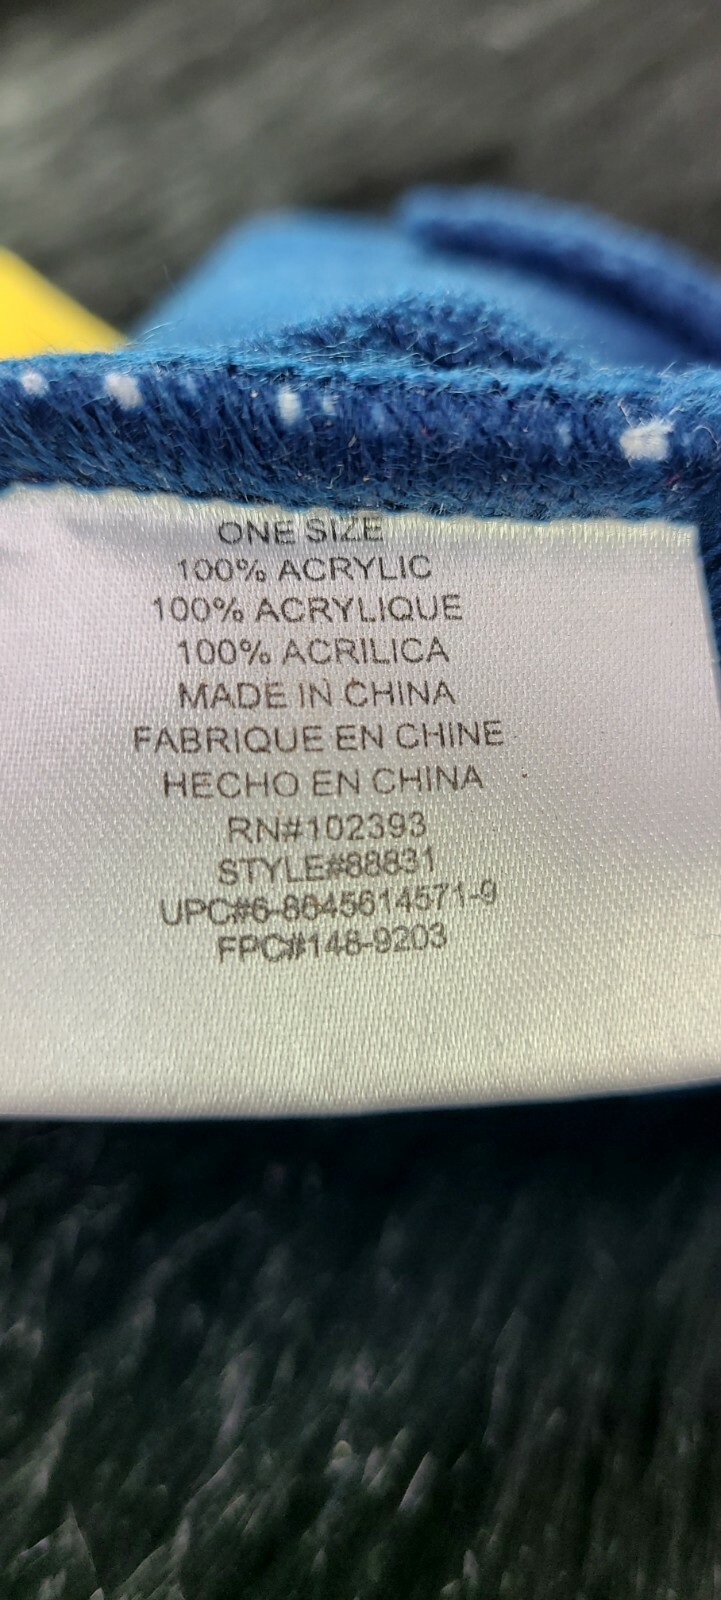 ONE SIZE
100% ACRYLIC
100% ACRYLIQUE
100% ACRILICA
MADE IN CHINA
FABRIQUE EN CHINE
HECHO EN CHINA
RN#102393
STYLE#88831
UPC#6-8645614571-9
FPC#148-9203